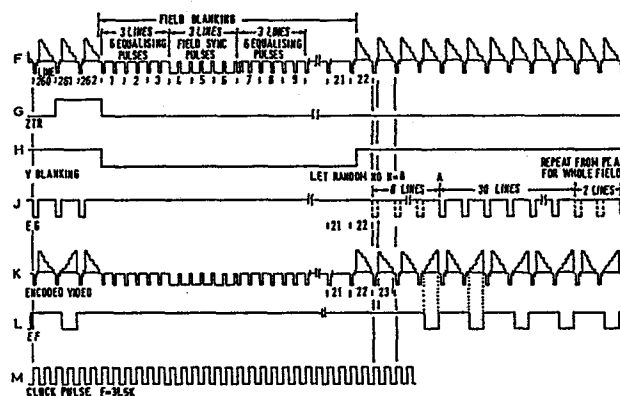 FIELD BLANKING
3 LINES 3 LINES 3 LINES
6 EQUALISING FIELD SYNC 6 EQUALISING
PULSES PULSES PULSES
F
LINE
260 261 262 1 2 3 4 5 6 7 8 9 21 22
G
ZTR
H
V BLANKING
LET RANDOM NO N=8
REPEAT FROM PT. A
FOR WHOLE FIELD
8 LINES A 30 LINES 2 LINES
J
EG
21 22
K
ENCODED VIDEO
21 22 23
L
EF
M
CLOCK PULSE